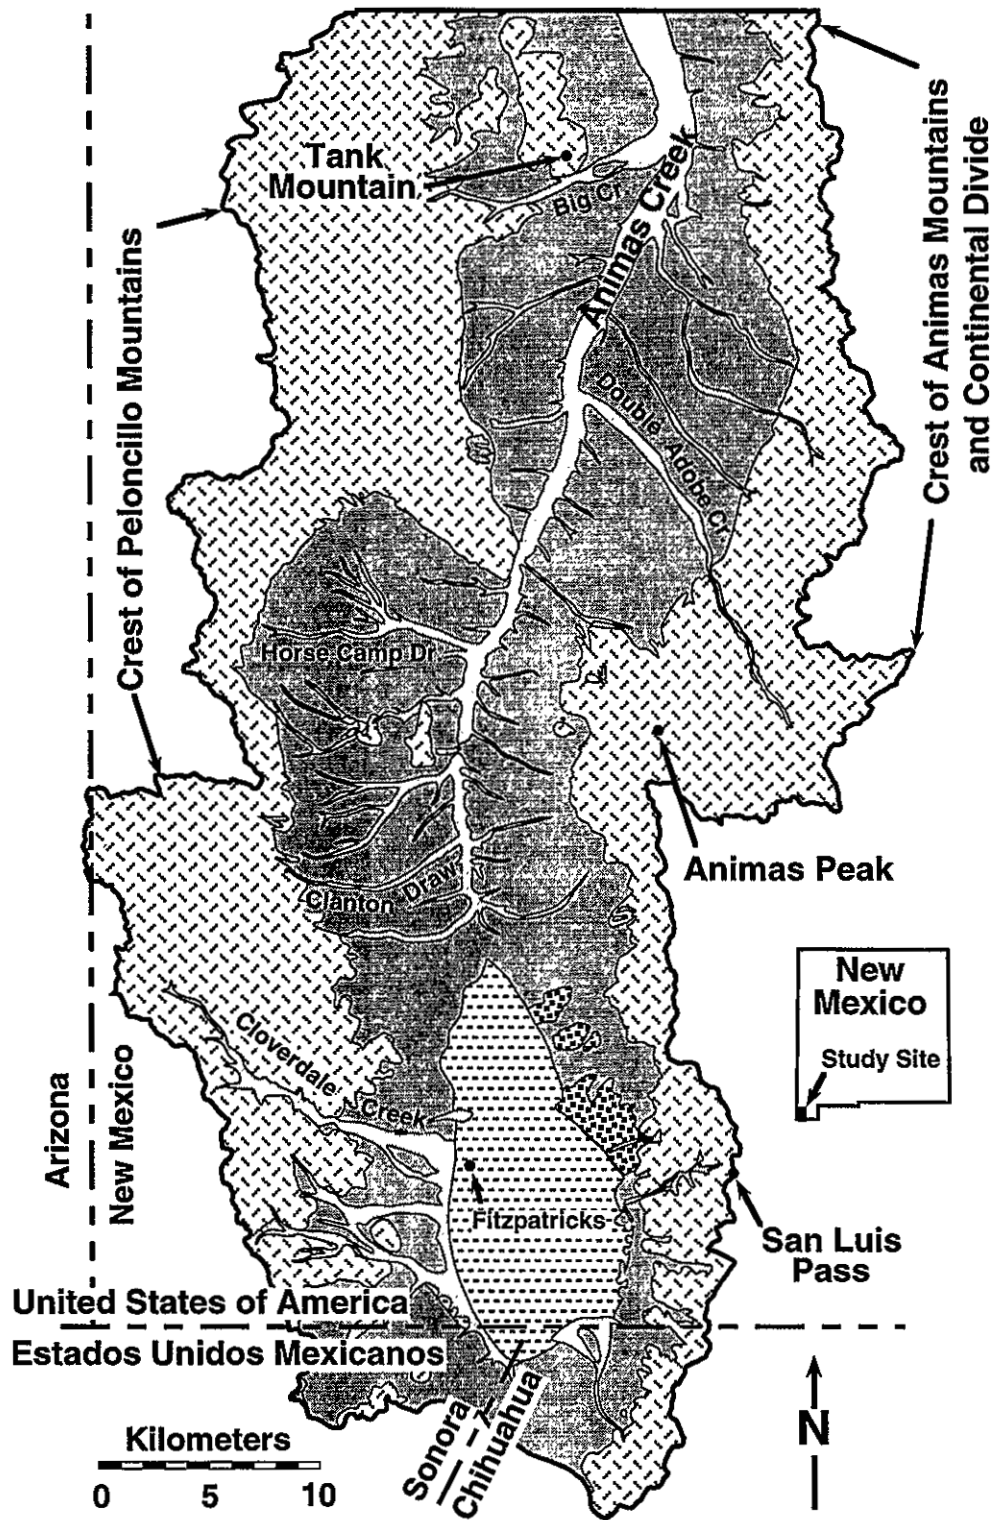 Tank
Mountain
Big Cr.
Animas Creek
Crest of Animas Mountains
and Continental Divide
Crest of Peloncillo Mountains
Double Adobe Cr.
Horse Camp Dr.
Animas Peak
Clanton Draw
New
Mexico
Study Site
Cloverdale Creek
Arizona
New Mexico
Fitzpatricks
San Luis
Pass
United States of America
Estados Unidos Mexicanos
Sonora
Chihuahua
Kilometers
0 5 10
N